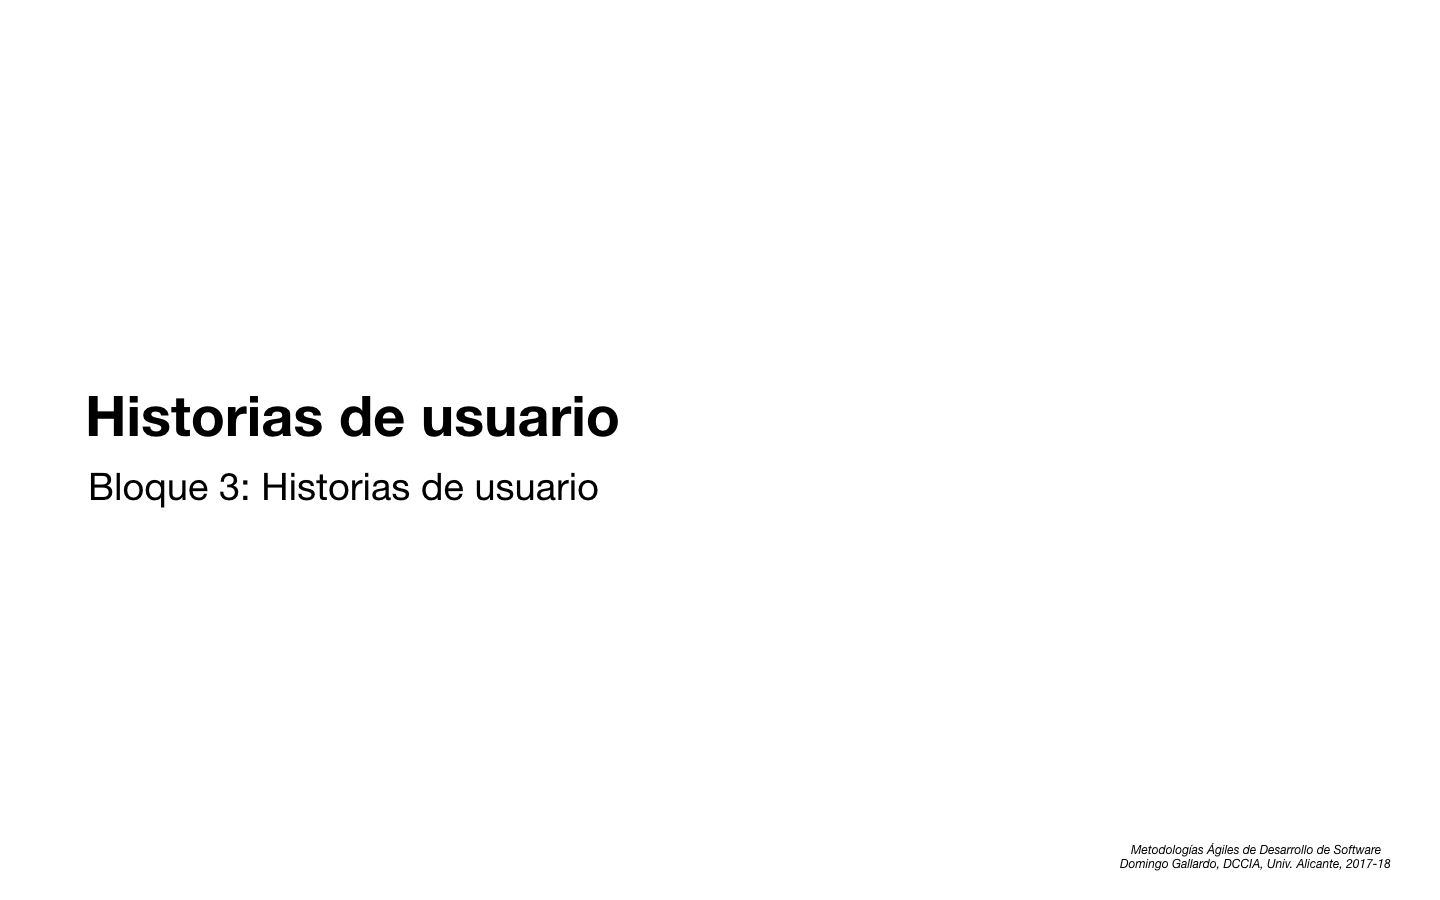 Historias de usuario
Bloque 3: Historias de usuario
Metodologías Ágiles de Desarrollo de Software
Domingo Gallardo, DCCIA, Univ. Alicante, 2017-18